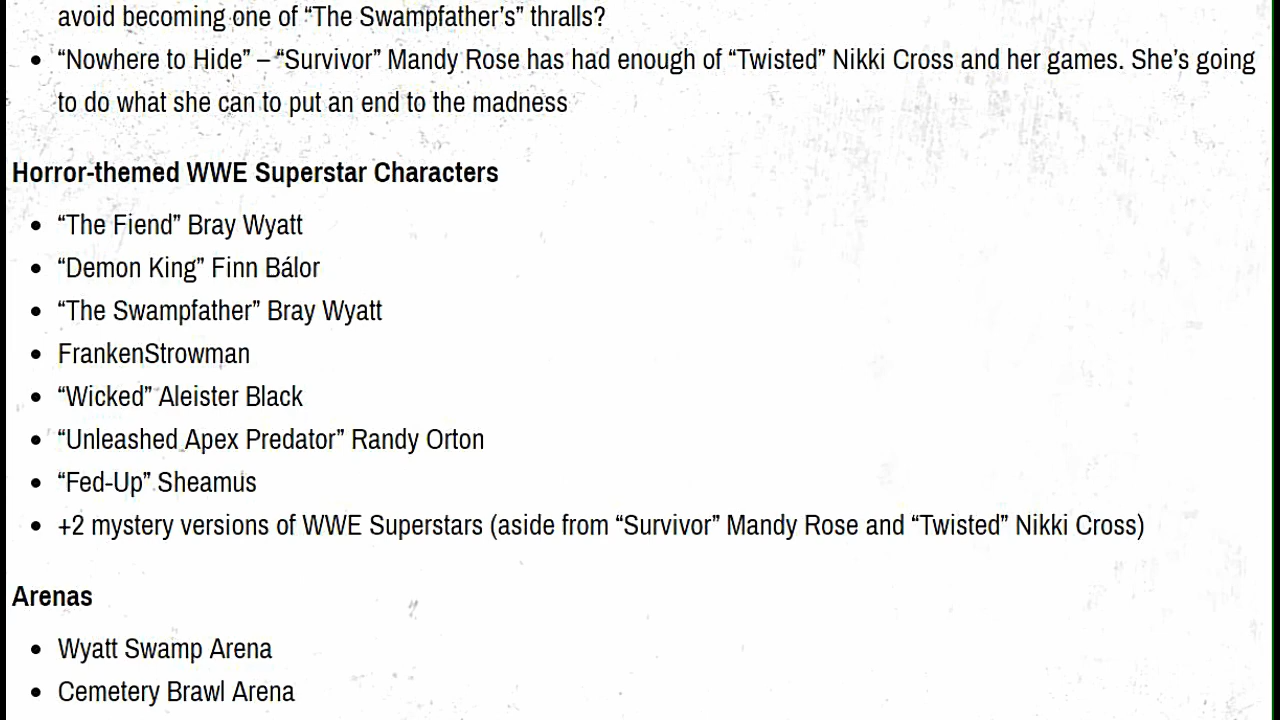 avoid becoming one of “The Swampfather’s” thralls?
• “Nowhere to Hide” – “Survivor” Mandy Rose has had enough of “Twisted” Nikki Cross and her games. She’s going
to do what she can to put an end to the madness
Horror-themed WWE Superstar Characters
• “The Fiend” Bray Wyatt
• “Demon King” Finn Bálor
• “The Swampfather” Bray Wyatt
• FrankenStrowman
• “Wicked” Aleister Black
• “Unleashed Apex Predator” Randy Orton
• “Fed-Up” Sheamus
• +2 mystery versions of WWE Superstars (aside from “Survivor” Mandy Rose and “Twisted” Nikki Cross)
Arenas
• Wyatt Swamp Arena
• Cemetery Brawl Arena